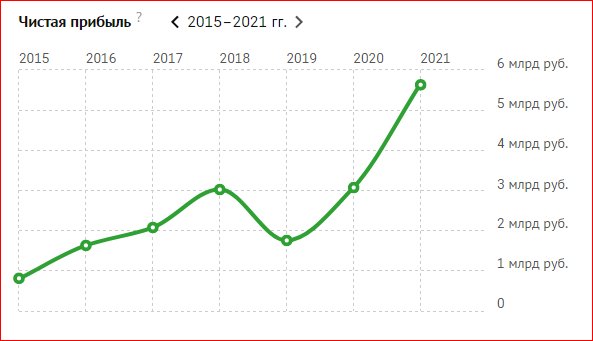 Чистая прибыль ? 2015–2021 гг.
2015 2016 2017 2018 2019 2020 2021
6 млрд руб.
5 млрд руб.
4 млрд руб.
3 млрд руб.
2 млрд руб.
1 млрд руб.
0